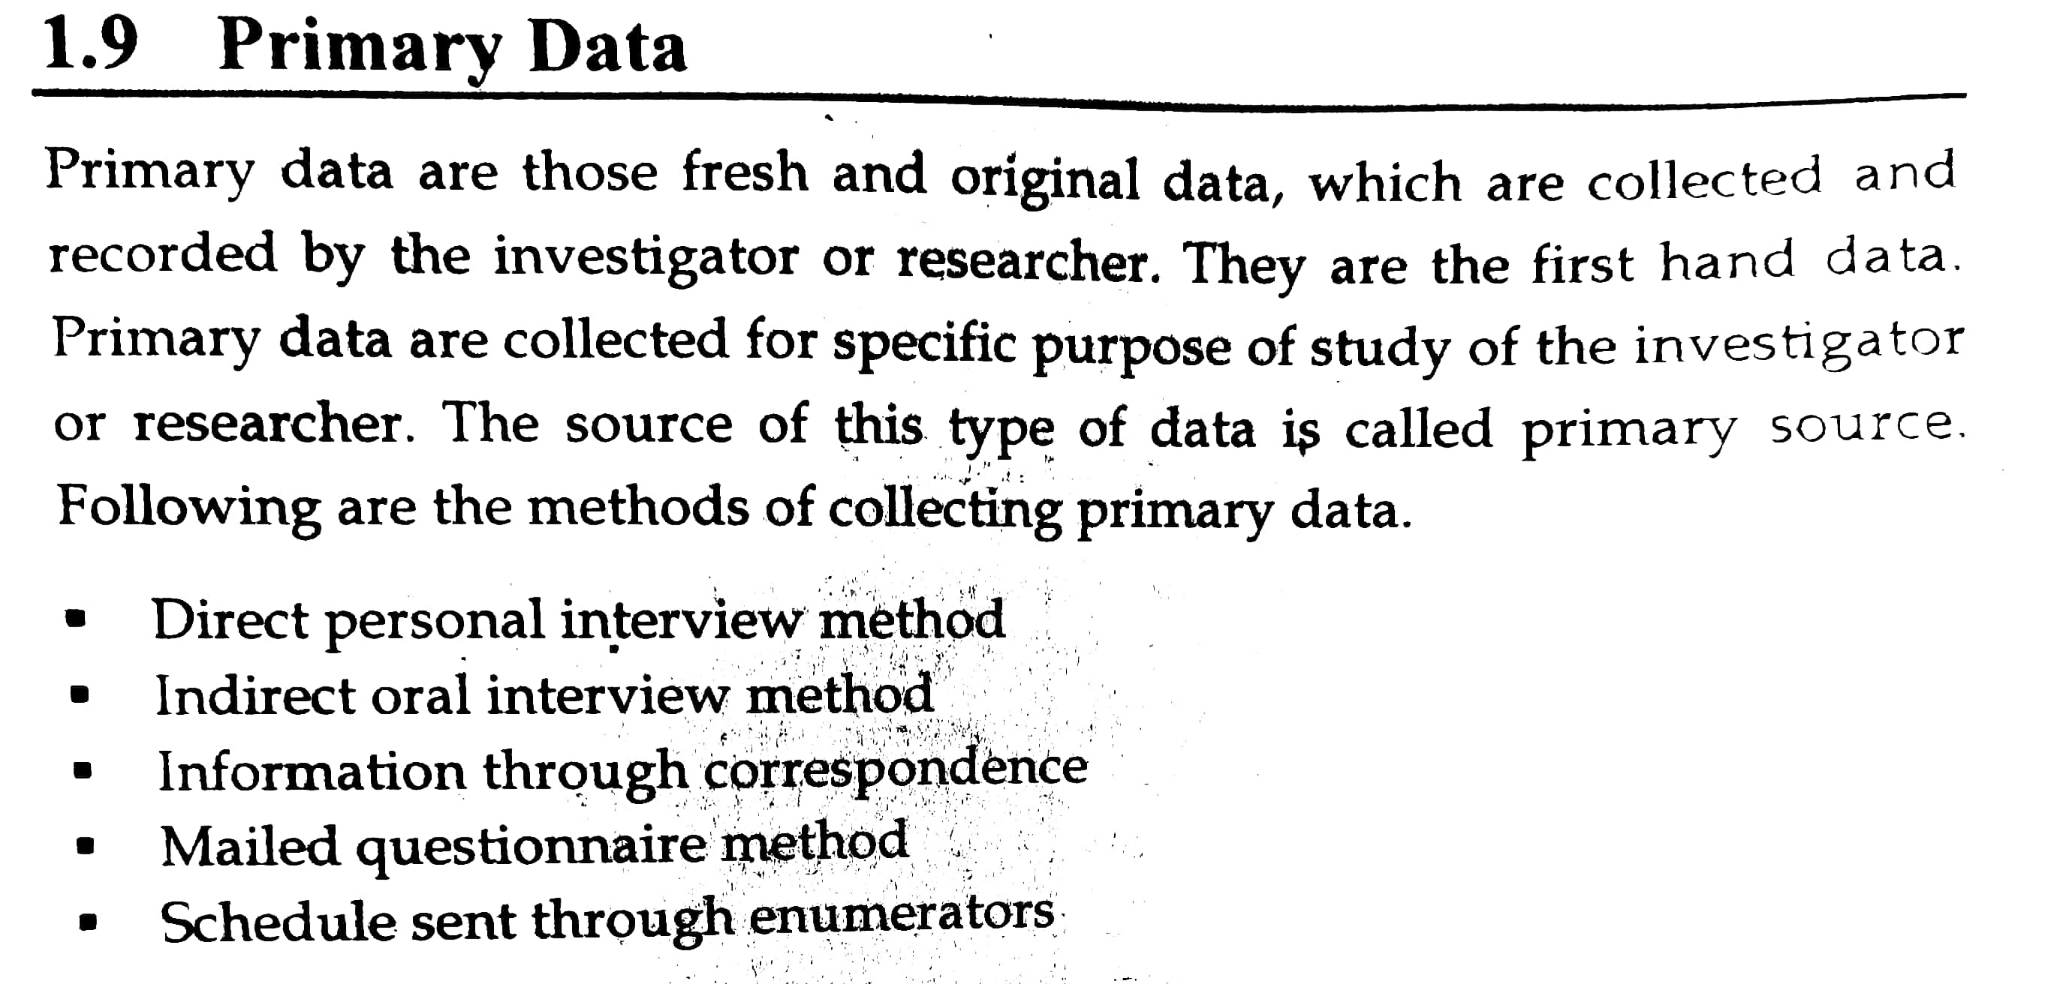 1.9 Primary Data
Primary data are those fresh and original data, which are collected and
recorded by the investigator or researcher. They are the first hand data.
Primary data are collected for specific purpose of study of the investigator
or researcher. The source of this type of data is called primary source.
Following are the methods of collecting primary data.
▪ Direct personal interview method
▪ Indirect oral interview method
▪ Information through correspondence
▪ Mailed questionnaire method
▪ Schedule sent through enumerators